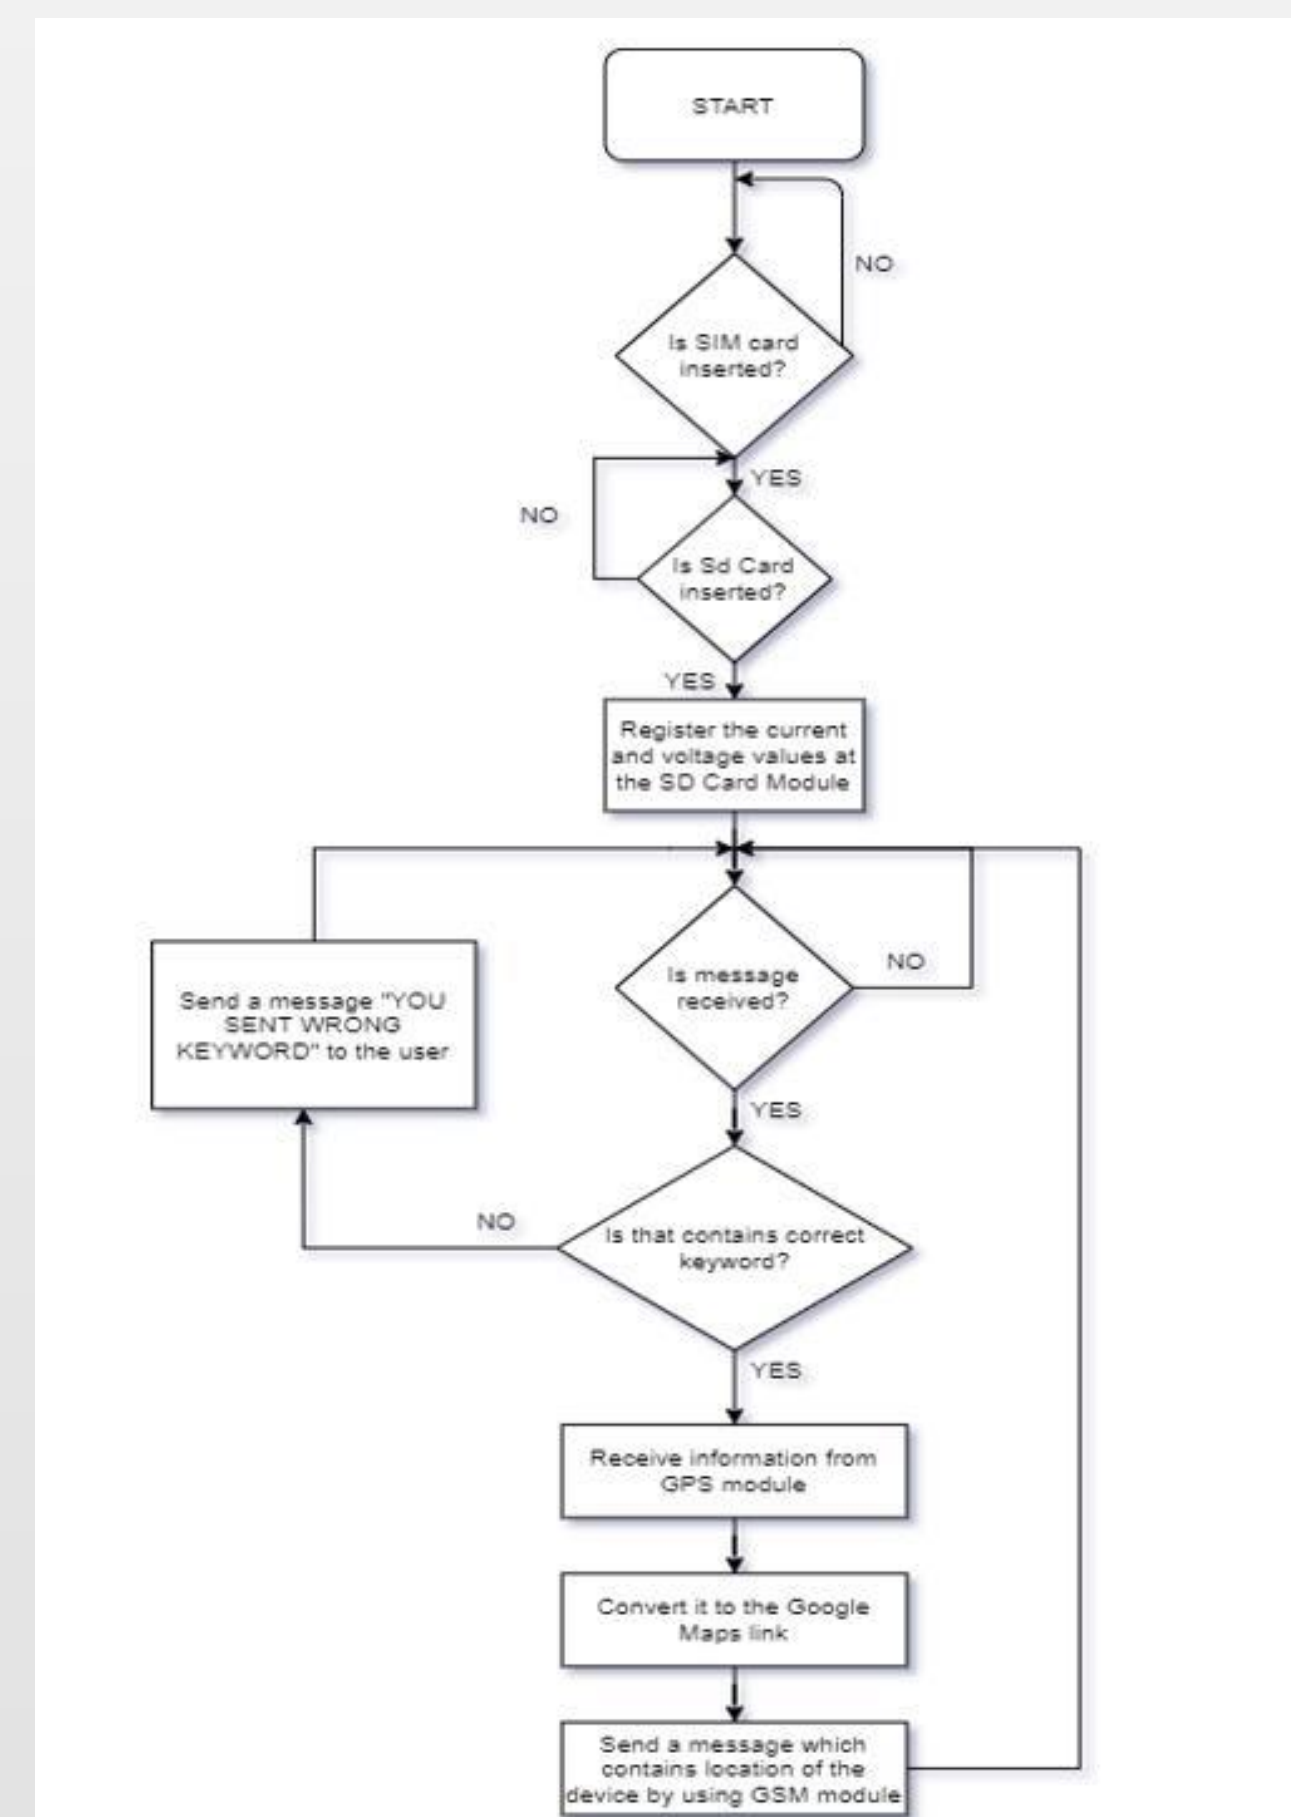 START
NO
Is SIM card
inserted?
YES
NO
Is Sd Card
inserted?
YES
Register the current
and voltage values at
the SD Card Module
Is message
received?
NO
Send a message "YOU
SENT WRONG
KEYWORD" to the user
YES
NO
Is that contains correct
keyword?
YES
Receive information from
GPS module
Convert it to the Google
Maps link
Send a message which
contains location of the
device by using GSM module